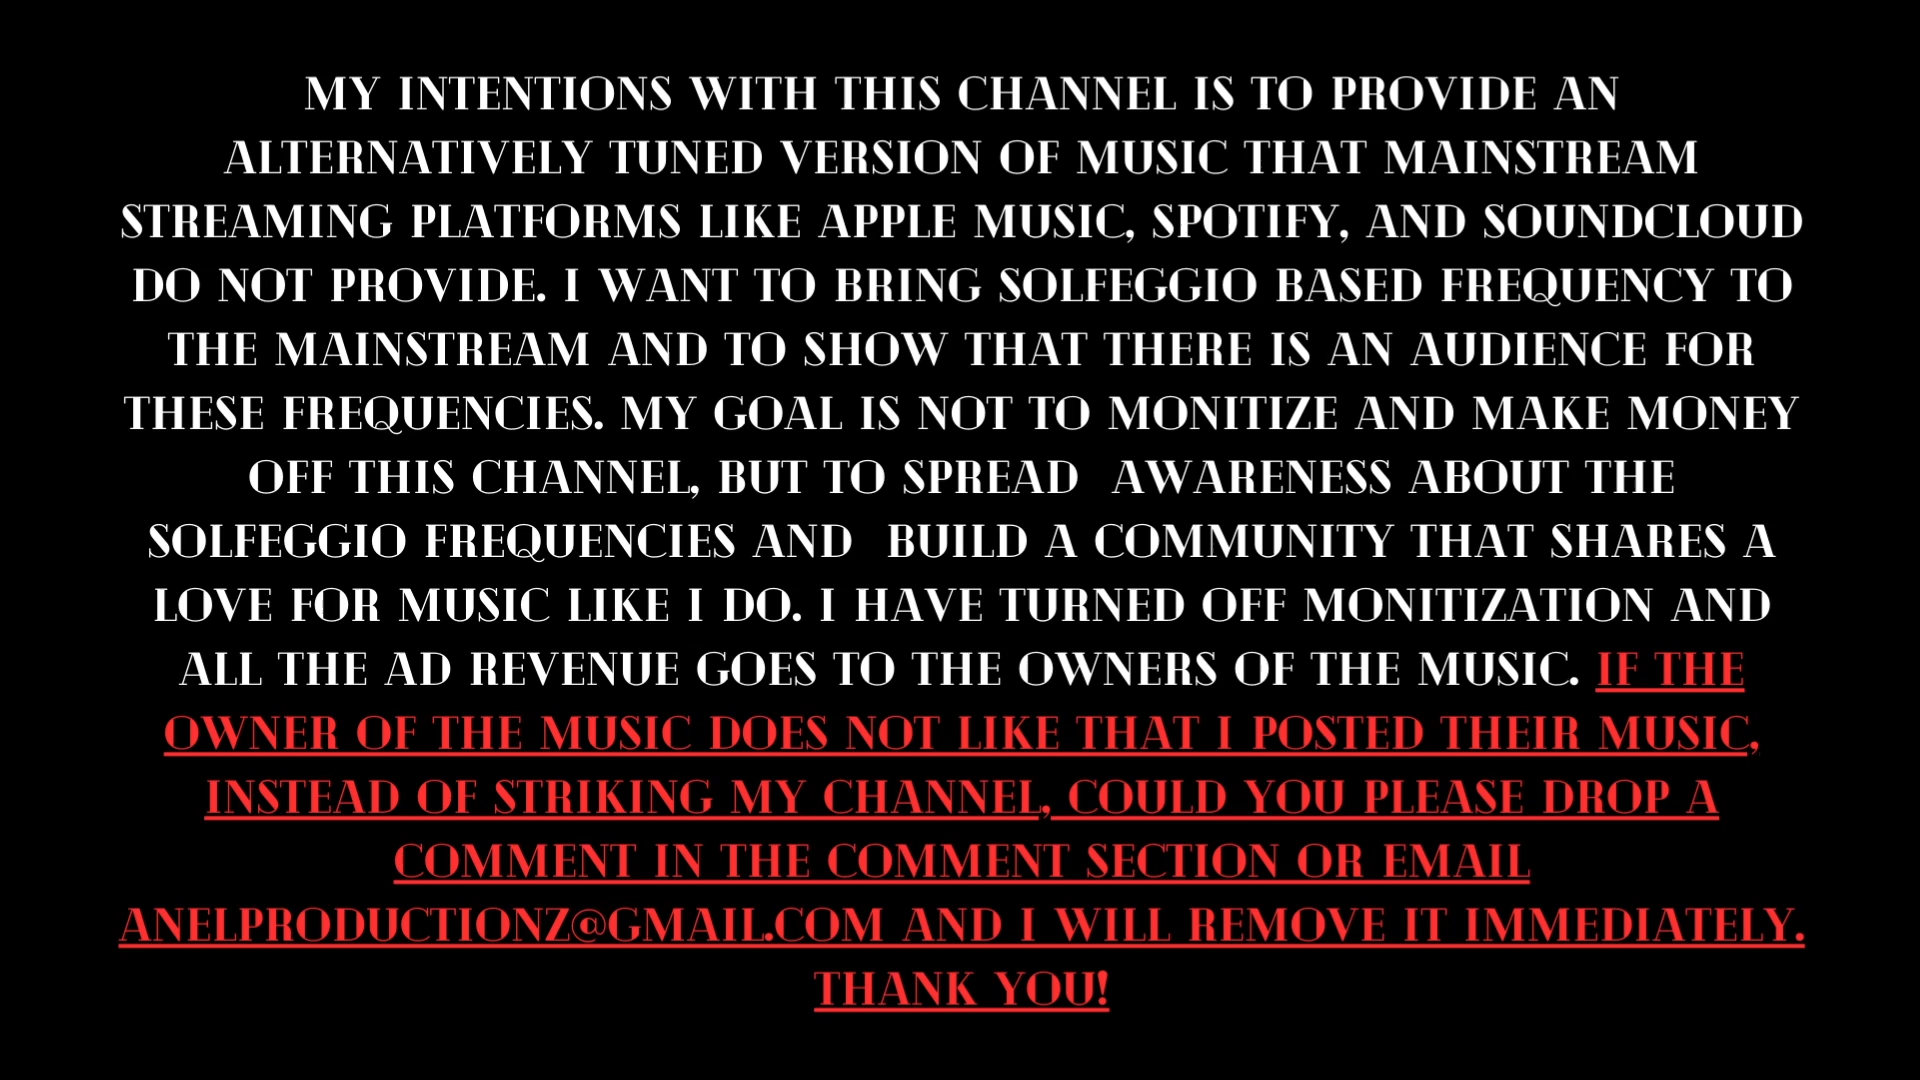 MY INTENTIONS WITH THIS CHANNEL IS TO PROVIDE AN
ALTERNATIVELY TUNED VERSION OF MUSIC THAT MAINSTREAM
STREAMING PLATFORMS LIKE APPLE MUSIC, SPOTIFY, AND SOUNDCLOUD
DO NOT PROVIDE. I WANT TO BRING SOLFEGGIO BASED FREQUENCY TO
THE MAINSTREAM AND TO SHOW THAT THERE IS AN AUDIENCE FOR
THESE FREQUENCIES. MY GOAL IS NOT TO MONITIZE AND MAKE MONEY
OFF THIS CHANNEL, BUT TO SPREAD  AWARENESS ABOUT THE
SOLFEGGIO FREQUENCIES AND  BUILD A COMMUNITY THAT SHARES A
LOVE FOR MUSIC LIKE I DO. I HAVE TURNED OFF MONITIZATION AND
ALL THE AD REVENUE GOES TO THE OWNERS OF THE MUSIC. IF THE
OWNER OF THE MUSIC DOES NOT LIKE THAT I POSTED THEIR MUSIC,
INSTEAD OF STRIKING MY CHANNEL, COULD YOU PLEASE DROP A
COMMENT IN THE COMMENT SECTION OR EMAIL
ANELPRODUCTIONZ@GMAIL.COM AND I WILL REMOVE IT IMMEDIATELY.
THANK YOU!